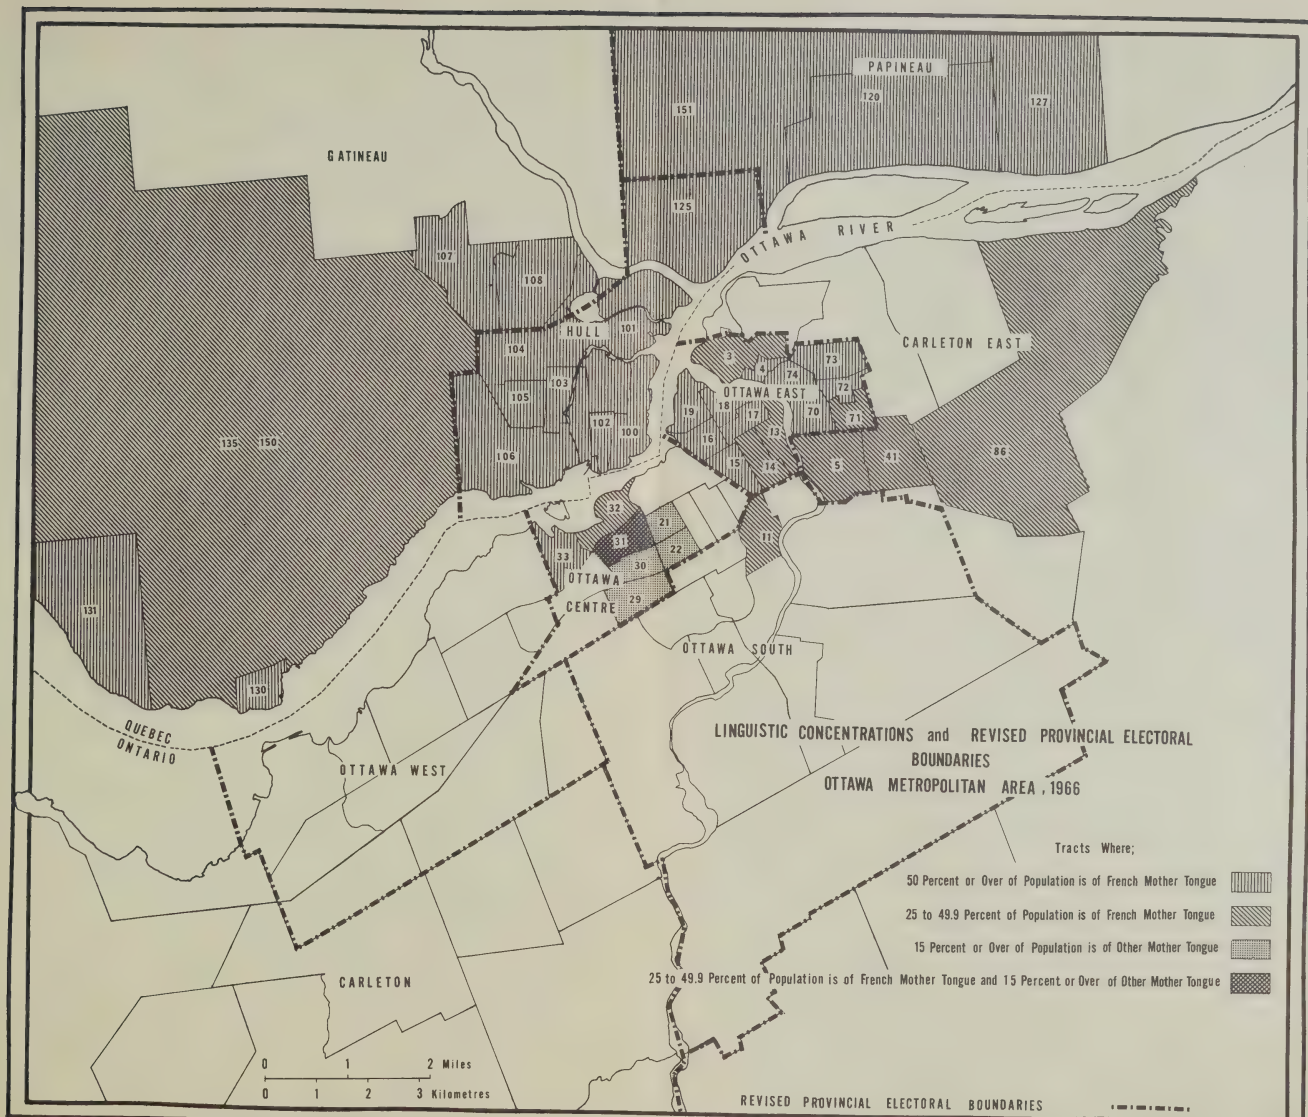 PAPINEAU
151
120
127
GATINEAU
125
OTTAWA RIVER
107
108
HULL
101
104
103
105
102
100
106
135 150
131
130
3
4
74
73
72
CARLETON EAST
OTTAWA EAST
19
18
17
70
71
13
16
15
14
5
41
86
32
21
31
22
11
33
30
OTTAWA
CENTRE
29
OTTAWA SOUTH
QUEBEC
ONTARIO
OTTAWA WEST
CARLETON
LINGUISTIC CONCENTRATIONS and REVISED PROVINCIAL ELECTORAL
BOUNDARIES
OTTAWA METROPOLITAN AREA, 1966
Tracts Where;
50 Percent or Over of Population is of French Mother Tongue
25 to 49.9 Percent of Population is of French Mother Tongue
15 Percent or Over of Population is of Other Mother Tongue
25 to 49.9 Percent of Population is of French Mother Tongue and 15 Percent or Over of Other Mother Tongue
0 1 2 Miles
0 1 2 3 Kilometres
REVISED PROVINCIAL ELECTORAL BOUNDARIES